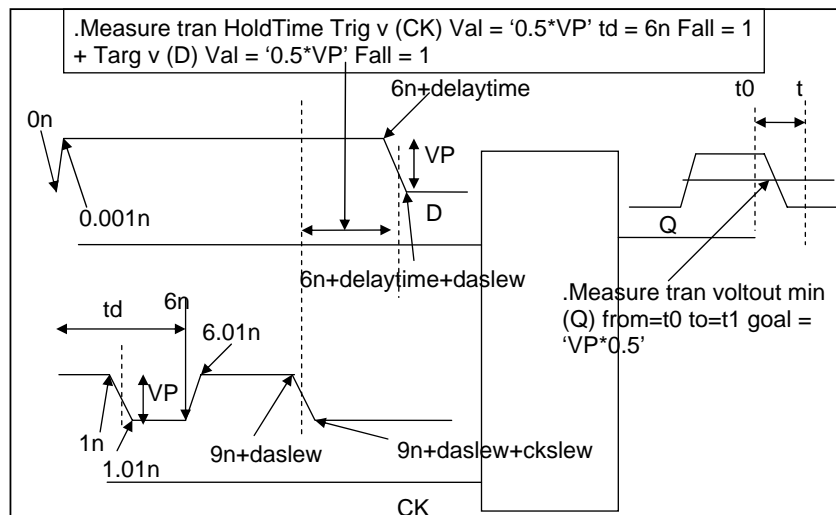 .Measure tran HoldTime Trig v (CK) Val = ‘0.5*VP’ td = 6n Fall = 1
+ Targ v (D) Val = ‘0.5*VP’ Fall = 1
6n+delaytime
t0
t
0n
VP
0.001n
D
Q
6n+delaytime+daslew
6n
td
6.01n
.Measure tran voltout min
(Q) from=t0 to=t1 goal =
‘VP*0.5’
VP
1n
1.01n
9n+daslew
9n+daslew+ckslew
CK